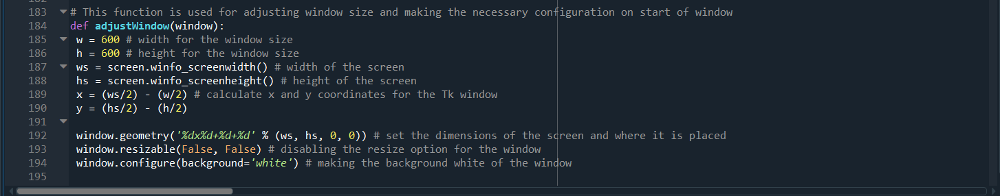 182
183 # This function is used for adjusting window size and making the necessary configuration on start of window
184 def adjustWindow(window):
185  w = 600 # width for the window size
186  h = 600 # height for the window size
187  ws = screen.winfo_screenwidth() # width of the screen
188  hs = screen.winfo_screenheight() # height of the screen
189  x = (ws/2) - (w/2) # calculate x and y coordinates for the Tk window
190  y = (hs/2) - (h/2)
191
192  window.geometry('%dx%d+%d+%d' % (ws, hs, 0, 0)) # set the dimensions of the screen and where it is placed
193  window.resizable(False, False) # disabling the resize option for the window
194  window.configure(background='white') # making the background white of the window
195